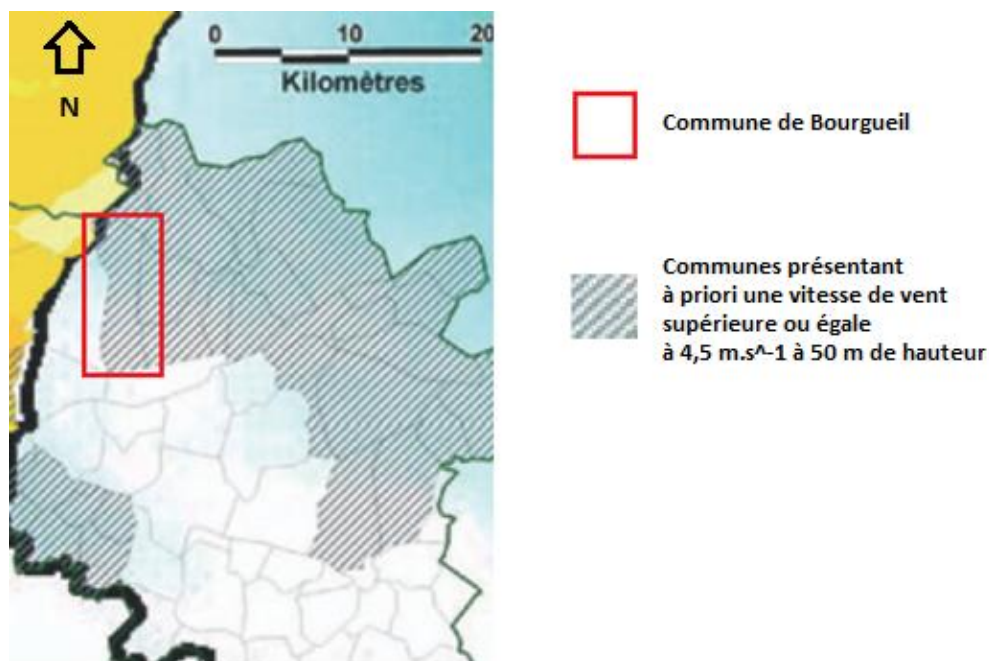 0 10 20
Kilomètres
N
Commune de Bourgueil
Communes présentant
à priori une vitesse de vent
supérieure ou égale
à 4,5 m.s^-1 à 50 m de hauteur